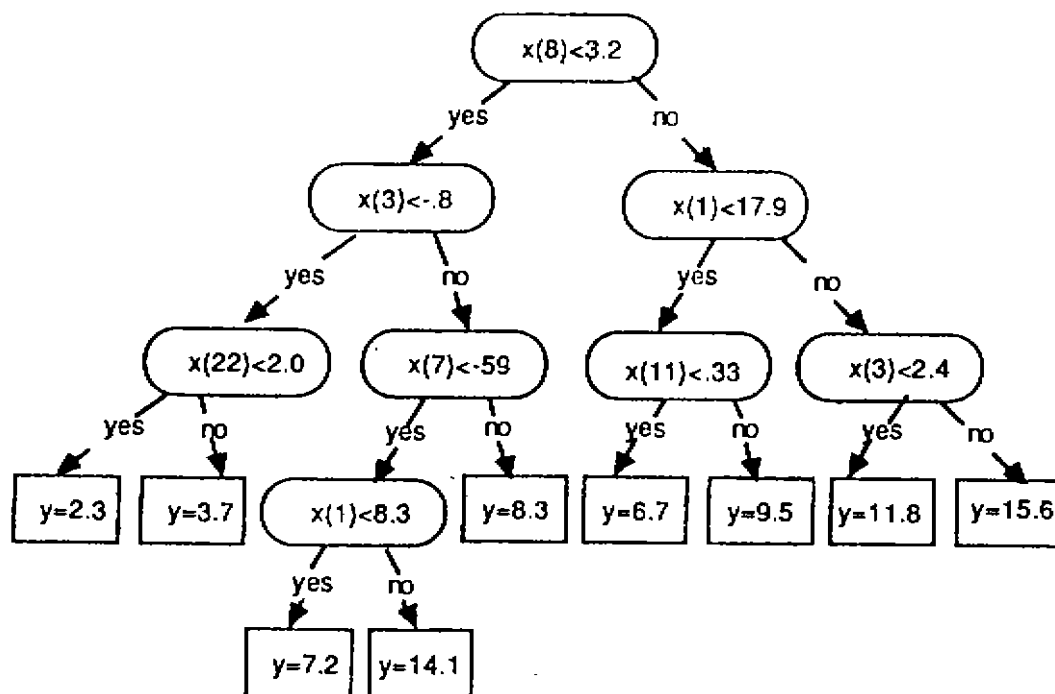 x(8)<3.2
yes
no
x(3)<-.8
x(1)<17.9
yes
no
yes
no
x(22)<2.0
x(7)<-59
x(11)<.33
x(3)<2.4
yes
no
yes
no
yes
no
yes
no
y=2.3
y=3.7
x(1)<8.3
y=8.3
y=6.7
y=9.5
y=11.8
y=15.6
yes
no
y=7.2
y=14.1